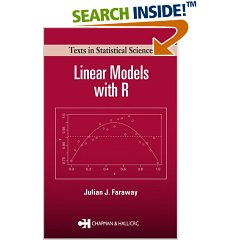 SEARCH INSIDE!™
Texts in Statistical Science
Linear Models
with R
Julian J. Faraway
CHAPMAN & HALL/CRC